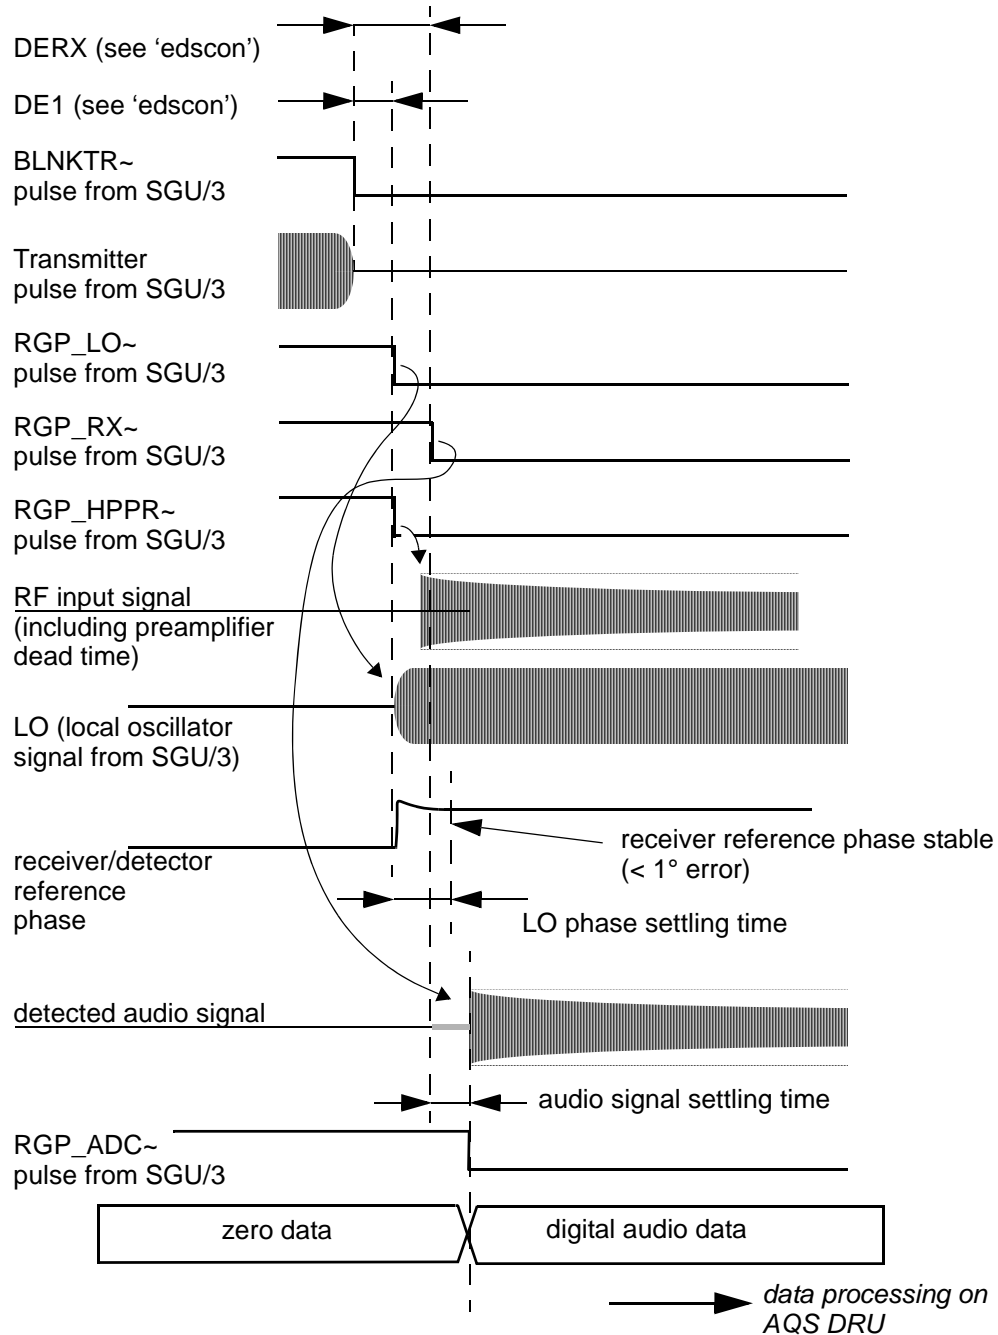 DERX (see ‘edscon’)
DE1 (see ‘edscon’)
BLNKTR~
pulse from SGU/3
Transmitter
pulse from SGU/3
RGP_LO~
pulse from SGU/3
RGP_RX~
pulse from SGU/3
RGP_HPPR~
pulse from SGU/3
RF input signal
(including preamplifier
dead time)
LO (local oscillator
signal from SGU/3)
receiver reference phase stable
(< 1° error)
receiver/detector
reference
phase
LO phase settling time
detected audio signal
audio signal settling time
RGP_ADC~
pulse from SGU/3
zero data
digital audio data
data processing on
AQS DRU